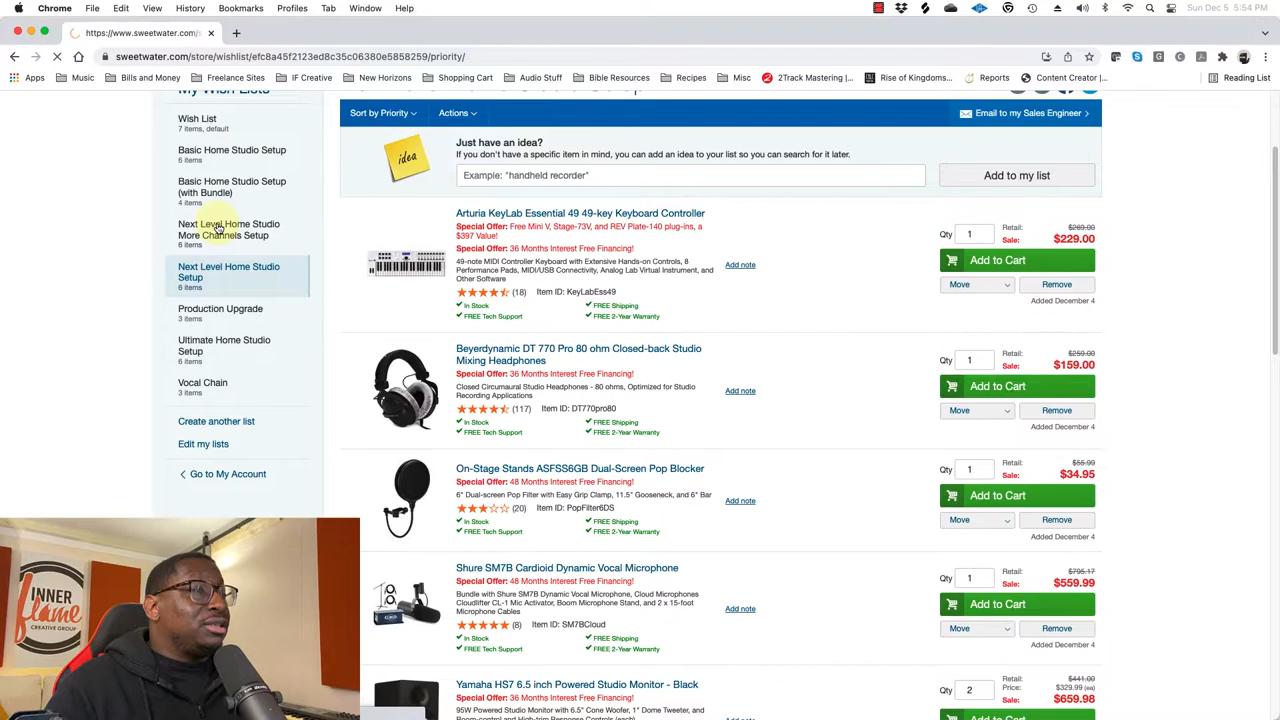 Chrome File Edit View History Bookmarks Profiles Tab Window Help Sun Dec 5 5:54 PM
https://www.sweetwater.com/s
sweetwater.com/store/wishlist/efc8a45f2123ed8c35c06380e5858259/priority/
Apps Music Bills and Money Freelance Sites IF Creative New Horizons Shopping Cart Audio Stuff Bible Resources Recipes Misc 2Track Mastering |... Rise of Kingdoms... Reports Content Creator |... Reading List
My Wish Lists
Wish List
7 items, default
Basic Home Studio Setup
6 items
Basic Home Studio Setup
(with Bundle)
4 items
Next Level Home Studio
More Channels Setup
6 items
Next Level Home Studio
Setup
6 items
Production Upgrade
3 items
Ultimate Home Studio
Setup
6 items
Vocal Chain
3 items
Create another list
Edit my lists
Go to My Account
Sort by Priority Actions Email to my Sales Engineer
idea
Just have an idea?
If you don't have a specific item in mind, you can add an idea to your list so you can search for it later.
Example: "handheld recorder" Add to my list
Arturia KeyLab Essential 49 49-key Keyboard Controller
Special Offer: Free Mini V, Stage-73V, and REV Plate-140 plug-ins, a
$397 Value!
Special Offer: 36 Months Interest Free Financing!
49-note MIDI Controller Keyboard with Extensive Hands-on Controls, 8
Performance Pads, MIDI/USB Connectivity, Analog Lab Virtual Instrument, and
Other Software
(18) Item ID: KeyLabEss49
In Stock FREE Shipping
FREE Tech Support FREE 2-Year Warranty
Add note
Qty 1 Retail: $269.00
Sale: $229.00
Add to Cart
Move Remove
Added December 4
Beyerdynamic DT 770 Pro 80 ohm Closed-back Studio
Mixing Headphones
Special Offer: 36 Months Interest Free Financing!
Closed Circumaural Studio Headphones - 80 ohms, Optimized for Studio
Recording Applications
(117) Item ID: DT770pro80
In Stock FREE Shipping
FREE Tech Support FREE 2-Year Warranty
Add note
Qty 1 Retail: $259.00
Sale: $159.00
Add to Cart
Move Remove
Added December 4
On-Stage Stands ASFSS6GB Dual-Screen Pop Blocker
Special Offer: 48 Months Interest Free Financing!
6" Dual-screen Pop Filter with Easy Grip Clamp, 11.5" Gooseneck, and 6" Bar
(20) Item ID: PopFilter6DS
In Stock FREE Shipping
FREE Tech Support FREE 2-Year Warranty
Add note
Qty 1 Retail: $55.99
Sale: $34.95
Add to Cart
Move Remove
Added December 4
Shure SM7B Cardioid Dynamic Vocal Microphone
Special Offer: 48 Months Interest Free Financing!
Bundle with Shure SM7B Dynamic Vocal Microphone, Cloud Microphones
Cloudlifter CL-1 Mic Activator, Boom Microphone Stand, and 2 x 15-foot
Microphone Cables
(8) Item ID: SM7BCloud
In Stock FREE Shipping
FREE Tech Support FREE 2-Year Warranty
Add note
Qty 1 Retail: $795.17
Sale: $559.99
Add to Cart
Move Remove
Added December 4
Yamaha HS7 6.5 inch Powered Studio Monitor - Black
Special Offer: 36 Months Interest Free Financing!
95W Powered Studio Monitor with 6.5" Cone Woofer, 1" Dome Tweeter, and
Qty 2 Retail: $441.00
Price: $329.99 (ea)
Sale: $659.98
INNER
flame
CREATIVE GROUP